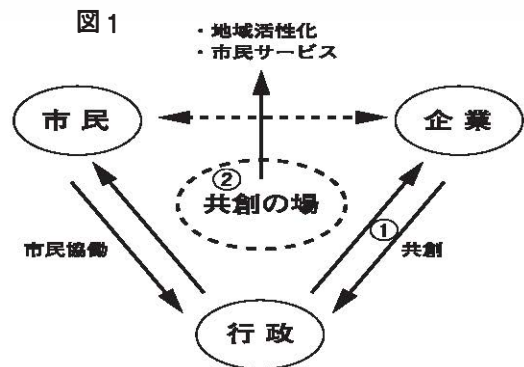 図1
・地域活性化
・市民サービス
市民
企業
②
共創の場
市民協働
①
共創
行政